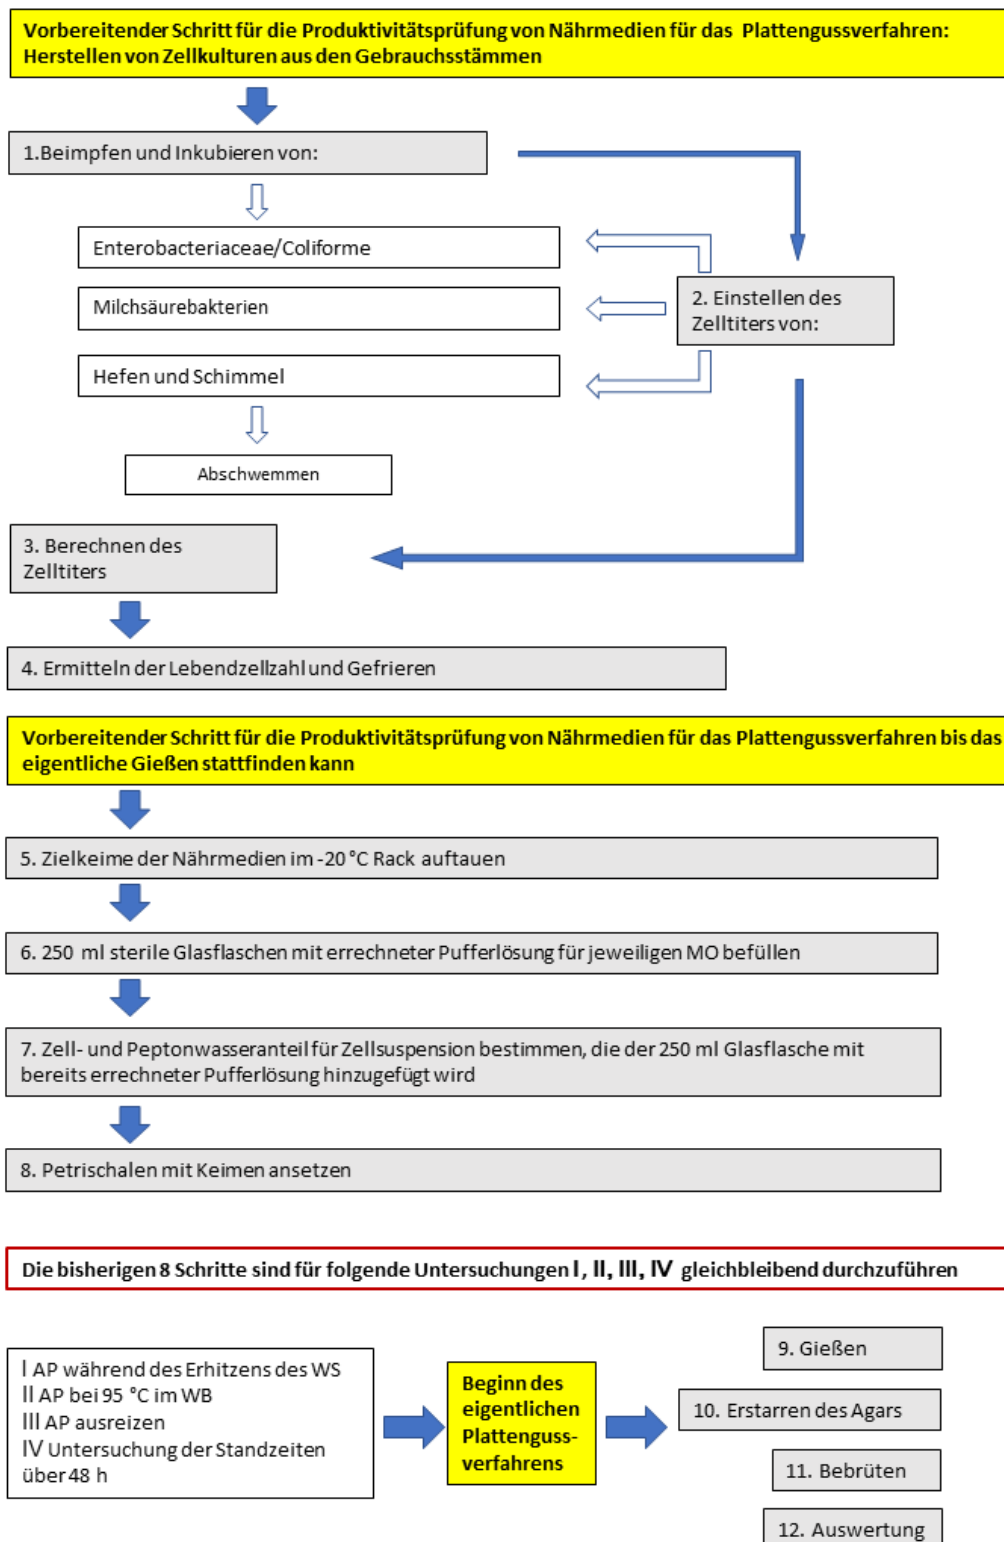 Vorbereitender Schritt für die Produktivitätsprüfung von Nährmedien für das Plattengussverfahren:
Herstellen von Zellkulturen aus den Gebrauchsstämmen
1.Beimpfen und Inkubieren von:
Enterobacteriaceae/Coliforme
Milchsäurebakterien
2. Einstellen des
Zelltiters von:
Hefen und Schimmel
Abschwemmen
3. Berechnen des
Zelltiters
4. Ermitteln der Lebendzellzahl und Gefrieren
Vorbereitender Schritt für die Produktivitätsprüfung von Nährmedien für das Plattengussverfahren bis das
eigentliche Gießen stattfinden kann
5. Zielkeime der Nährmedien im -20 °C Rack auftauen
6. 250 ml sterile Glasflaschen mit errechneter Pufferlösung für jeweiligen MO befüllen
7. Zell- und Peptonwasseranteil für Zellsuspension bestimmen, die der 250 ml Glasflasche mit
bereits errechneter Pufferlösung hinzugefügt wird
8. Petrischalen mit Keimen ansetzen
Die bisherigen 8 Schritte sind für folgende Untersuchungen I, II, III, IV gleichbleibend durchzuführen
I AP während des Erhitzens des WS
II AP bei 95 °C im WB
III AP ausreizen
IV Untersuchung der Standzeiten
über 48 h
Beginn des
eigentlichen
Plattenguss-
verfahrens
9. Gießen
10. Erstarren des Agars
11. Bebrüten
12. Auswertung